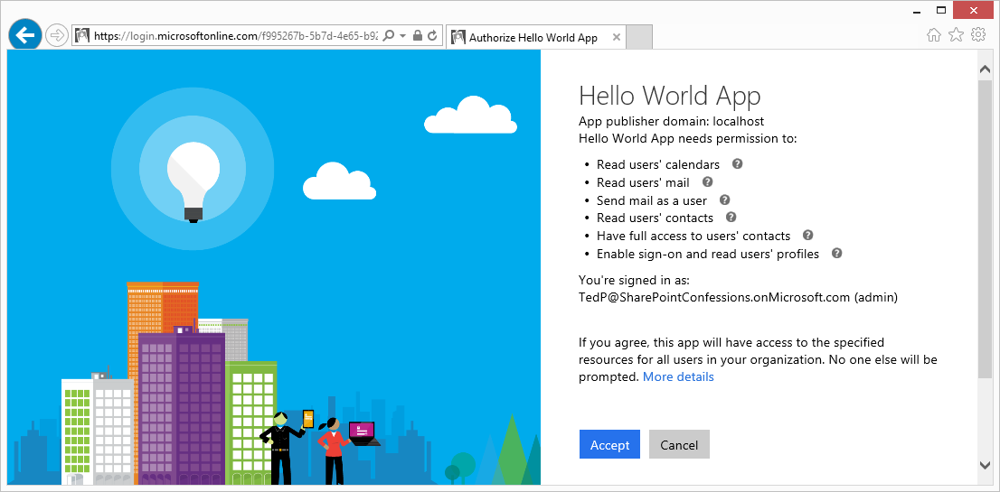 https://login.microsoftonline.com/f995267b-5b7d-4e65-b92
Authorize Hello World App
Hello World App
App publisher domain: localhost
Hello World App needs permission to:
• Read users' calendars
• Read users' mail
• Send mail as a user
• Read users' contacts
• Have full access to users' contacts
• Enable sign-on and read users' profiles
You're signed in as:
TedP@SharePointConfessions.onMicrosoft.com (admin)
If you agree, this app will have access to the specified
resources for all users in your organization. No one else will be
prompted. More details
Accept
Cancel